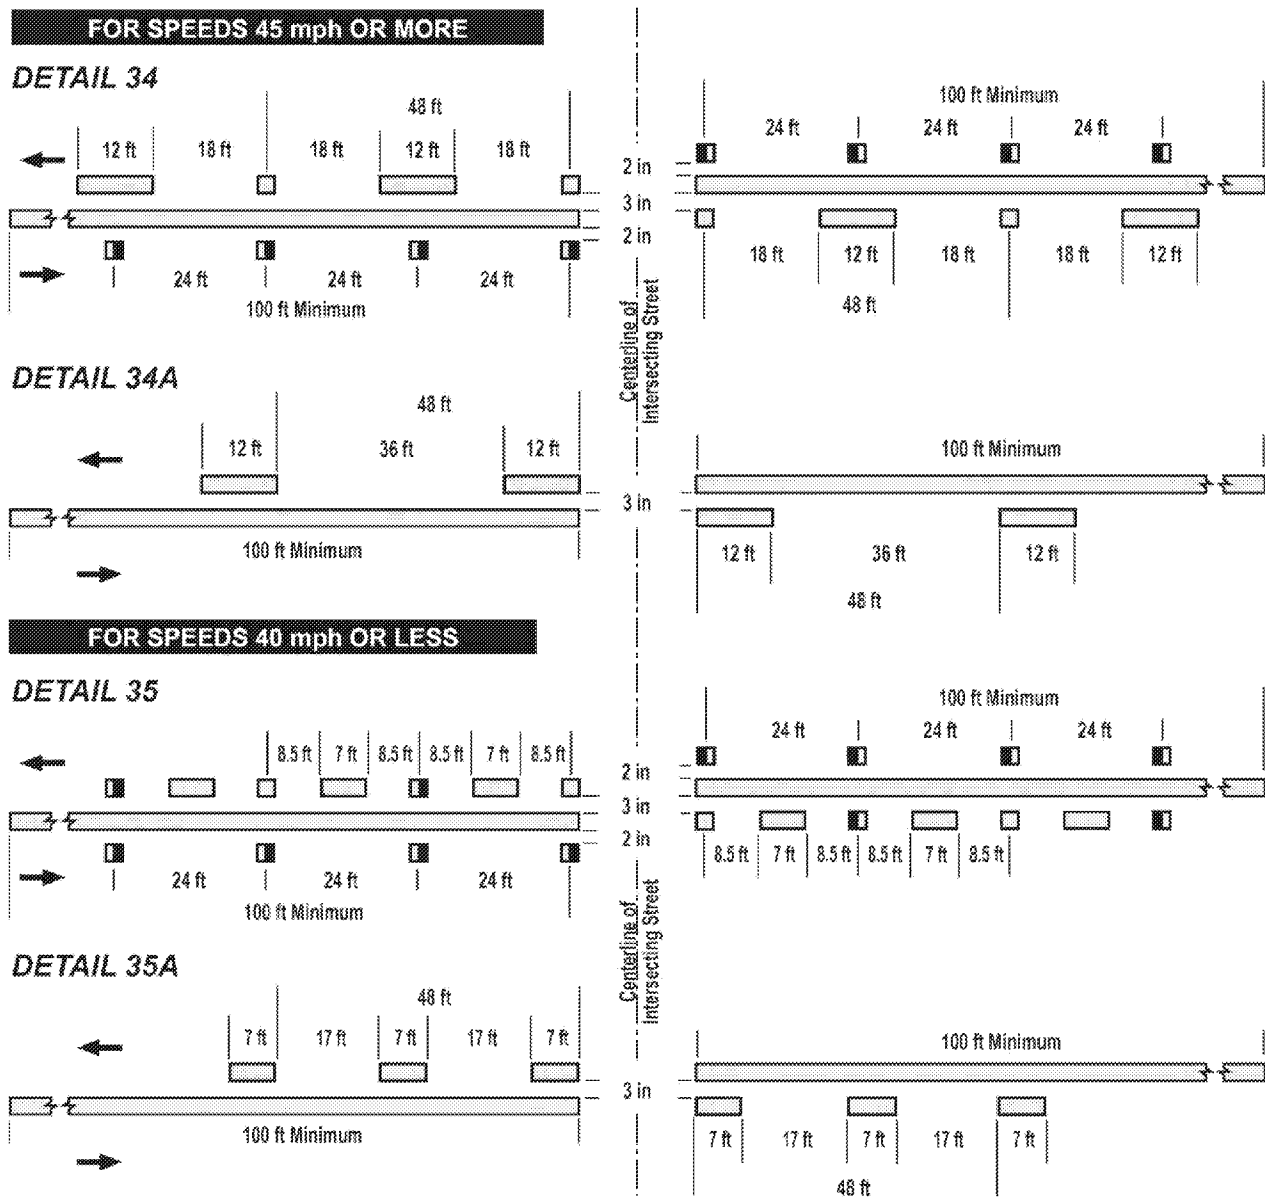 FOR SPEEDS 45 mph OR MORE
DETAIL 34
48 ft
12 ft 18 ft 18 ft 12 ft 18 ft
24 ft 24 ft 24 ft
100 ft Minimum
2 in
3 in
2 in
100 ft Minimum
24 ft 24 ft 24 ft
18 ft 12 ft 18 ft 18 ft 12 ft
48 ft
Centerline of
Intersecting Street
DETAIL 34A
48 ft
12 ft 36 ft 12 ft
100 ft Minimum
3 in
100 ft Minimum
12 ft 36 ft 12 ft
48 ft
FOR SPEEDS 40 mph OR LESS
DETAIL 35
8.5 ft 7 ft 8.5 ft 8.5 ft 7 ft 8.5 ft
24 ft 24 ft 24 ft
100 ft Minimum
2 in
3 in
2 in
100 ft Minimum
24 ft 24 ft 24 ft
8.5 ft 7 ft 8.5 ft 8.5 ft 7 ft 8.5 ft
Centerline of
Intersecting Street
DETAIL 35A
48 ft
7 ft 17 ft 7 ft 17 ft 7 ft
100 ft Minimum
3 in
100 ft Minimum
7 ft 17 ft 7 ft 17 ft 7 ft
48 ft